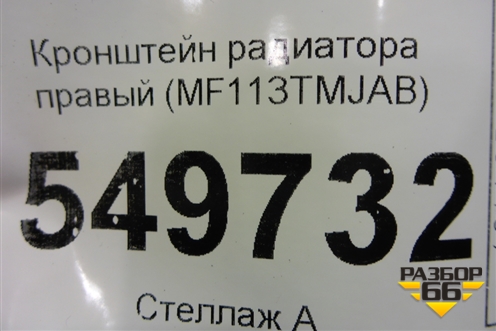 Кронштейн радиатора
правый (MF113TMJAB)
549732
Стеллаж А
РАЗБОР
66